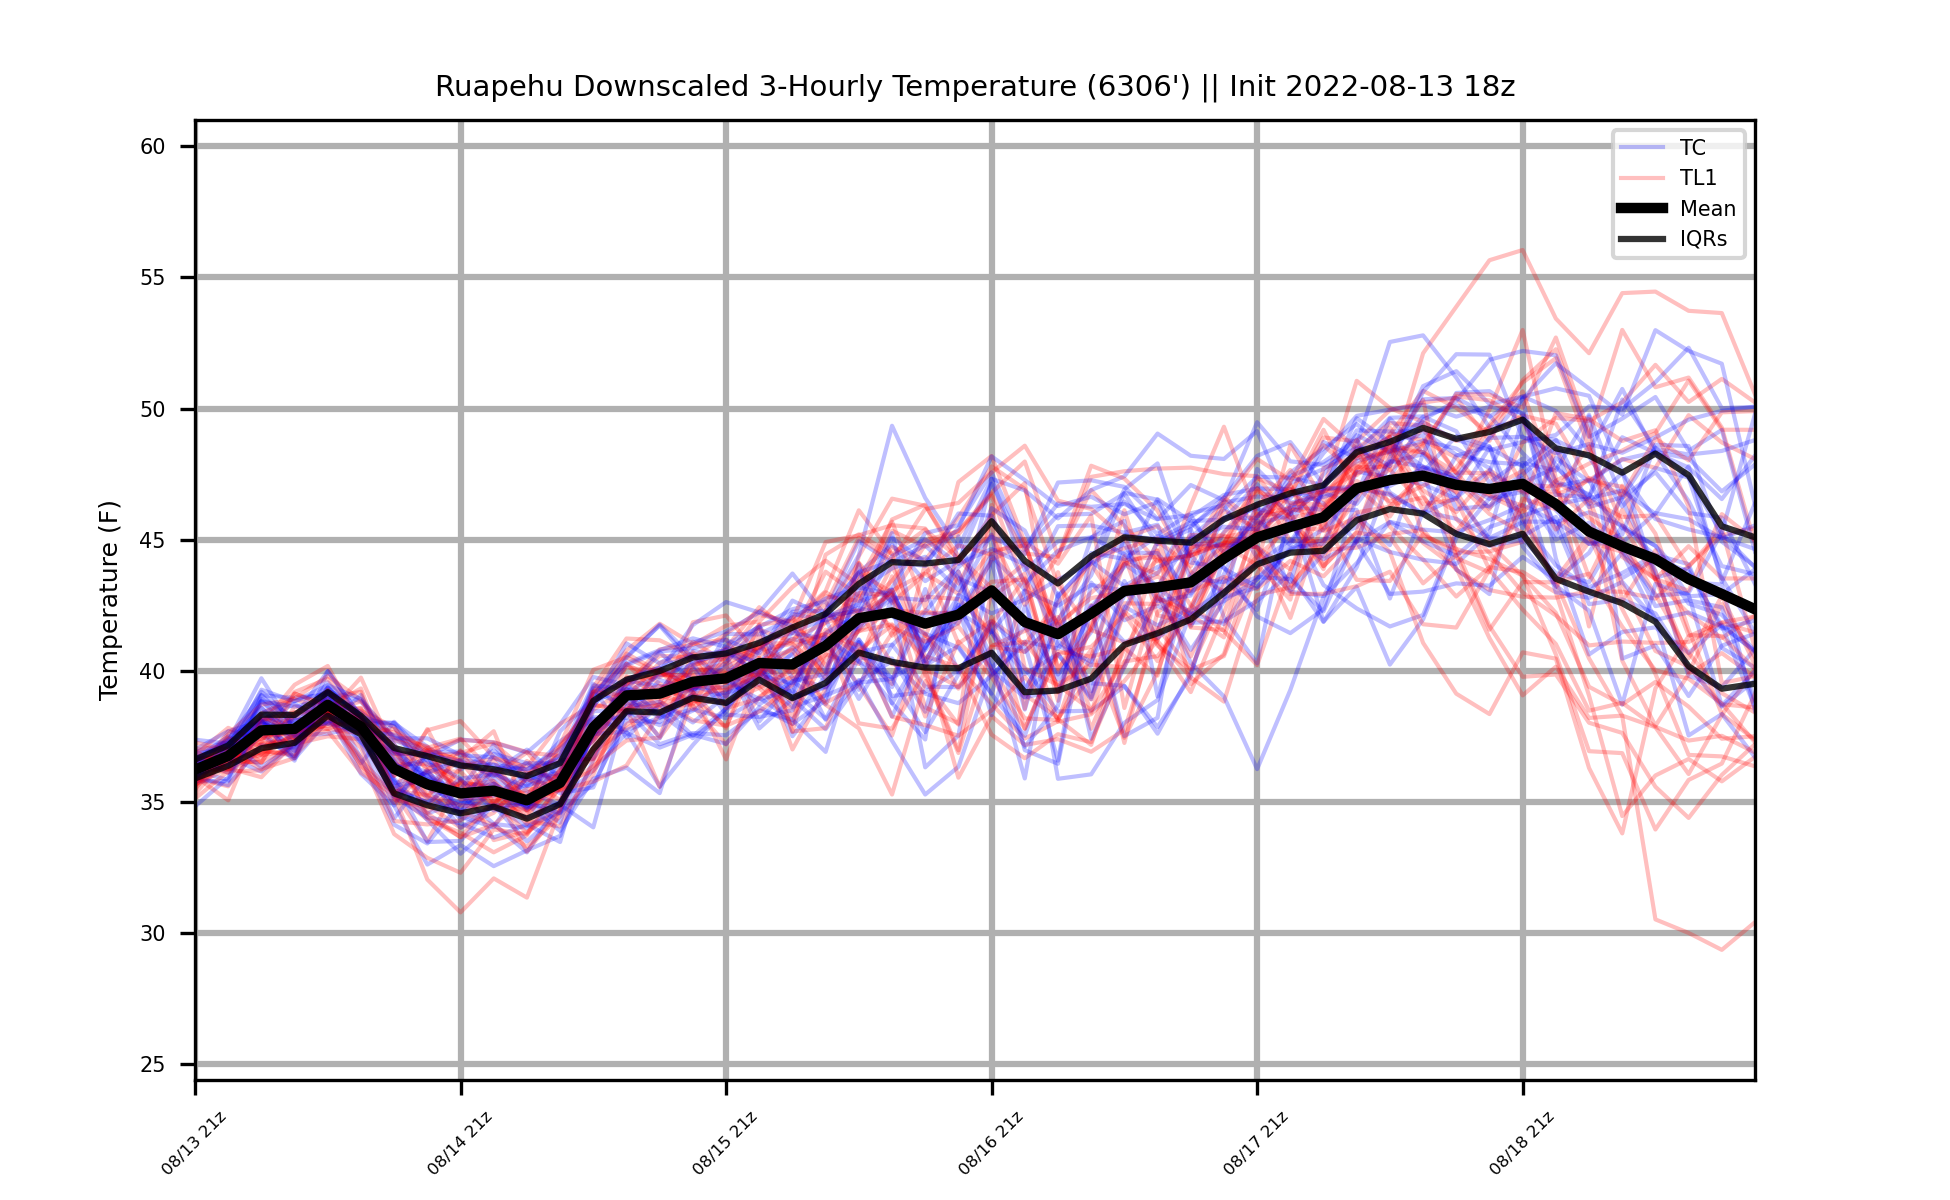 Ruapehu Downscaled 3-Hourly Temperature (6306') || Init 2022-08-13 18z
TC
TL1
Mean
IQRs
Temperature (F)
60
55
50
45
40
35
30
25
08/13 21z
08/14 21z
08/15 21z
08/16 21z
08/17 21z
08/18 21z